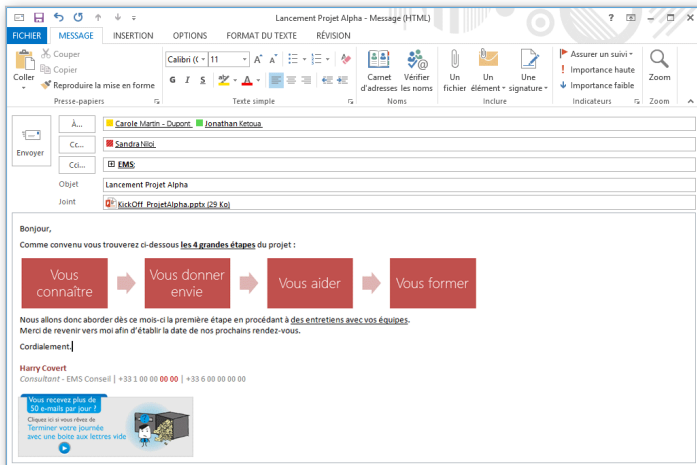 Lancement Projet Alpha - Message (HTML)
FICHIER MESSAGE INSERTION OPTIONS FORMAT DU TEXTE RÉVISION
Coller
Couper
Copier
Reproduire la mise en forme
Presse-papiers
Calibri (C 11
G I S
Texte simple
Carnet d'adresses
Vérifier les noms
Noms
Un fichier
Un élément
Une signature
Inclure
Assurer un suivi
Importance haute
Importance faible
Indicateurs
Zoom
Zoom
Envoyer
À... Carole Martin - Dupont Jonathan Ketoua
Cc... Sandra Niloi
Cci... EMS;
Objet Lancement Projet Alpha
Joint KickOff_ProjetAlpha.pptx (29 Ko)
Bonjour,
Comme convenu vous trouverez ci-dessous les 4 grandes étapes du projet :
Vous
connaître
Vous donner
envie
Vous aider
Vous former
Nous allons donc aborder dès ce mois-ci la première étape en procédant à des entretiens avec vos équipes.
Merci de revenir vers moi afin d'établir la date de nos prochains rendez-vous.
Cordialement.
Harry Covert
Consultant - EMS Conseil | +33 1 00 00 00 00 | +33 6 00 00 00 00
Vous recevez plus de
50 e-mails par jour ?
Cliquez ici si vous rêvez de
Terminer votre journée
avec une boite aux lettres vide